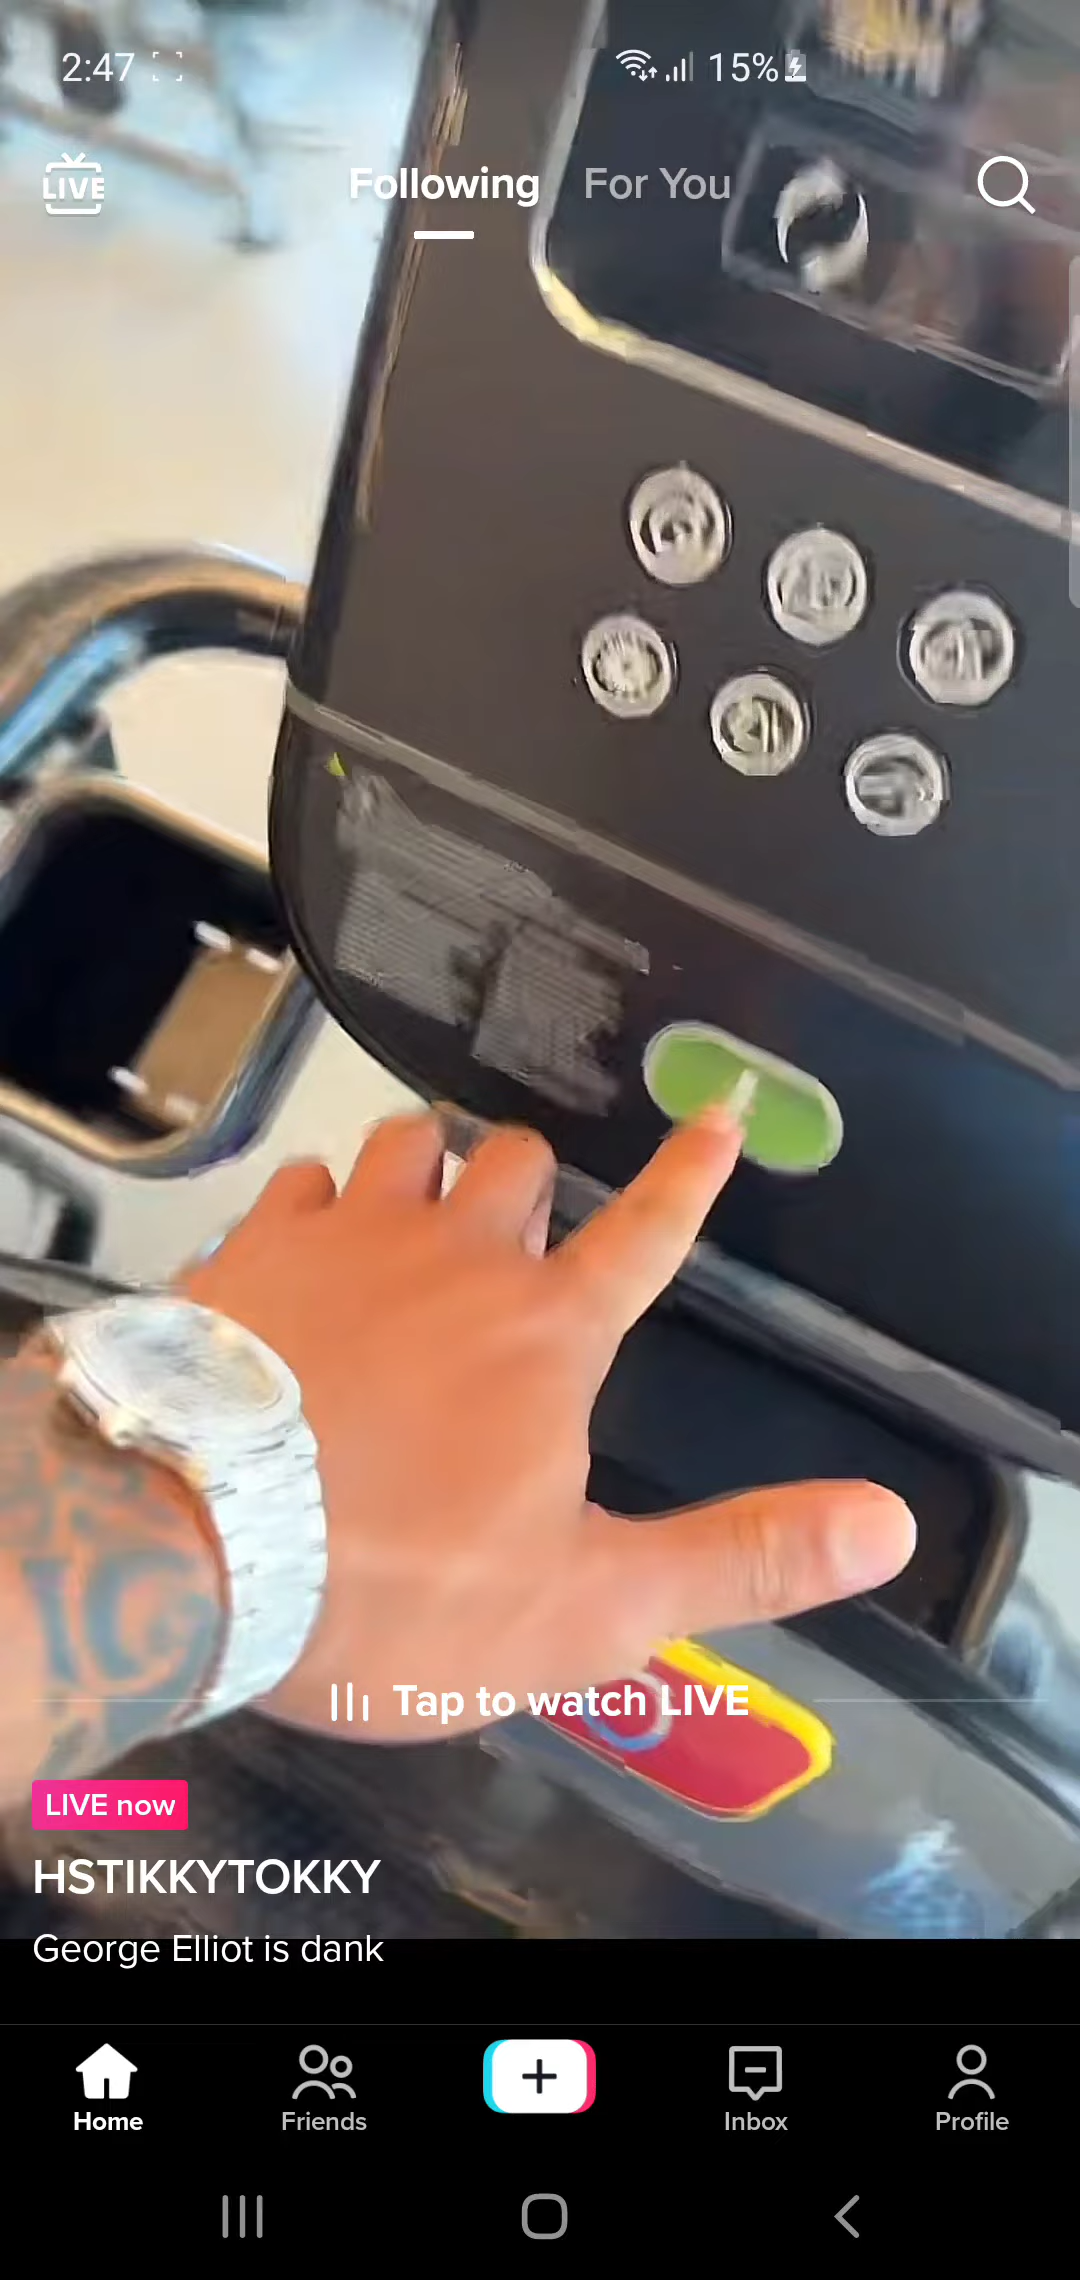 2:47 15%
LIVE Following For You
Tap to watch LIVE
LIVE now
HSTIKKYTOKKY
George Elliot is dank
Home Friends Inbox Profile